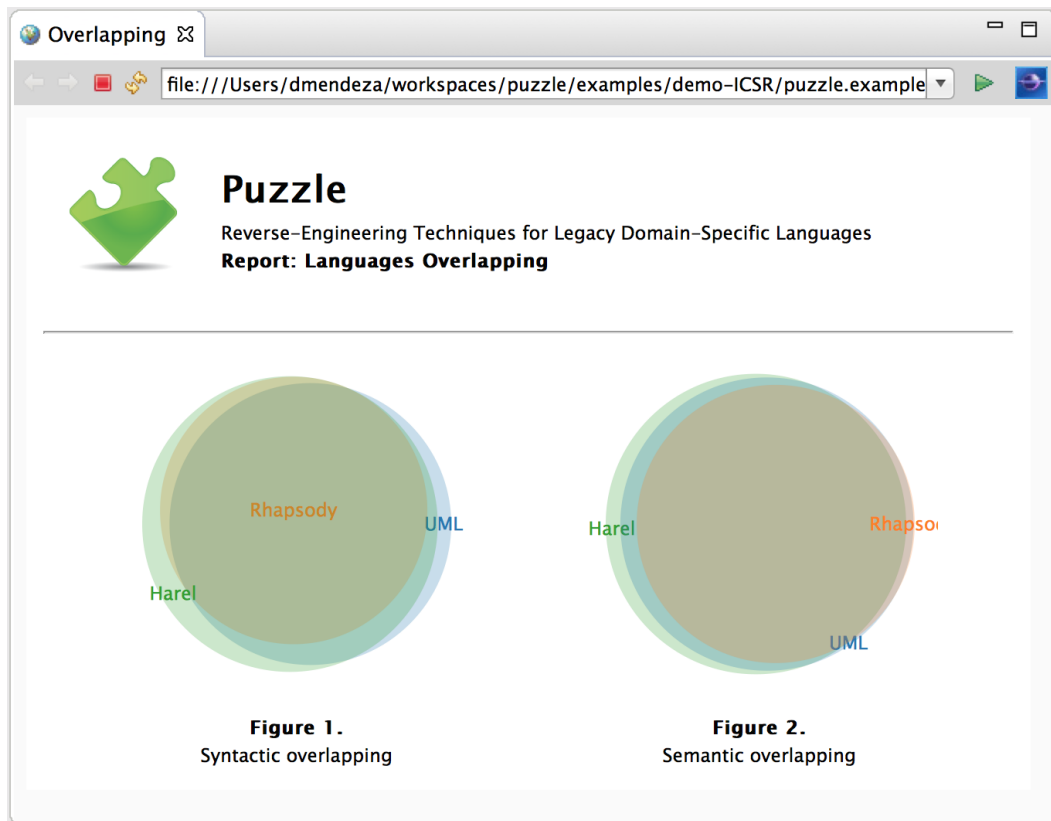 Overlapping
file:///Users/dmendeza/workspaces/puzzle/examples/demo-ICSR/puzzle.example
Puzzle
Reverse-Engineering Techniques for Legacy Domain-Specific Languages
Report: Languages Overlapping
Rhapsody
UML
Harel
Harel
Rhapso
UML
Figure 1.
Syntactic overlapping
Figure 2.
Semantic overlapping